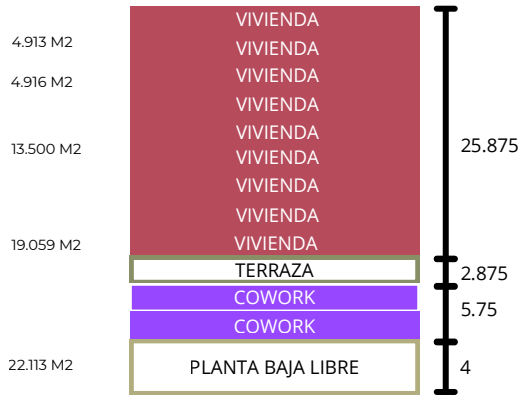 VIVIENDA
4.913 M2
VIVIENDA
4.916 M2
VIVIENDA
VIVIENDA
VIVIENDA
25.875
13.500 M2
VIVIENDA
VIVIENDA
VIVIENDA
19.059 M2
VIVIENDA
TERRAZA
2.875
COWORK
5.75
COWORK
22.113 M2
PLANTA BAJA LIBRE
4